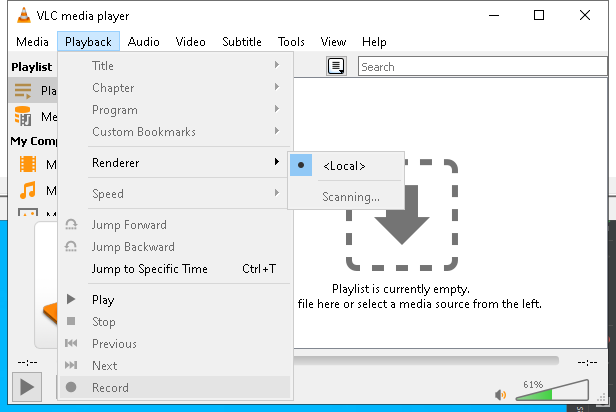 VLC media player
Media Playback Audio Video Subtitle Tools View Help
Playlist
Title
Search
Chapter
Program
Custom Bookmarks
My Comp
Renderer
<Local>
Speed
Scanning...
Jump Forward
Jump Backward
Jump to Specific Time Ctrl+T
Playlist is currently empty.
file here or select a media source from the left.
Play
Stop
Previous
Next
--:-- --:--
Record
61%